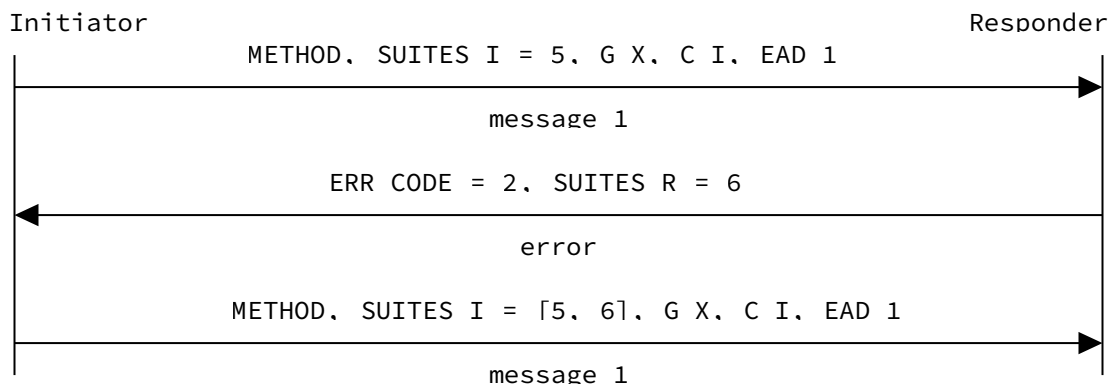 Initiator Responder
METHOD, SUITES I = 5, G X, C I, EAD 1
message 1
ERR CODE = 2, SUITES R = 6
error
METHOD, SUITES I = [5, 6], G X, C I, EAD 1
message 1